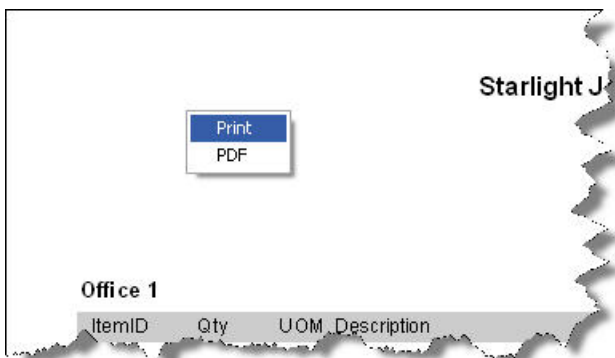 Starlight J
Print
PDF
Office 1
ItemID Qty UOM Description